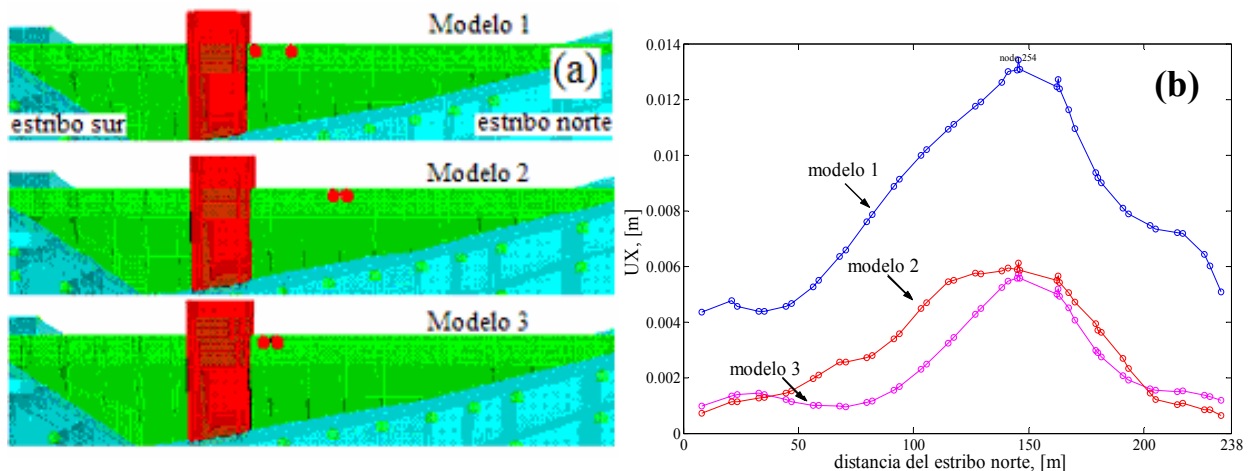 Modelo 1
(a)
estribo sur
estribo norte
Modelo 2
Modelo 3
0.014
0.012
0.01
0.008
0.006
0.004
0.002
0
UX, [m]
nodo 254
(b)
modelo 1
modelo 2
modelo 3
0
50
100
150
200
238
distancia del estribo norte, [m]